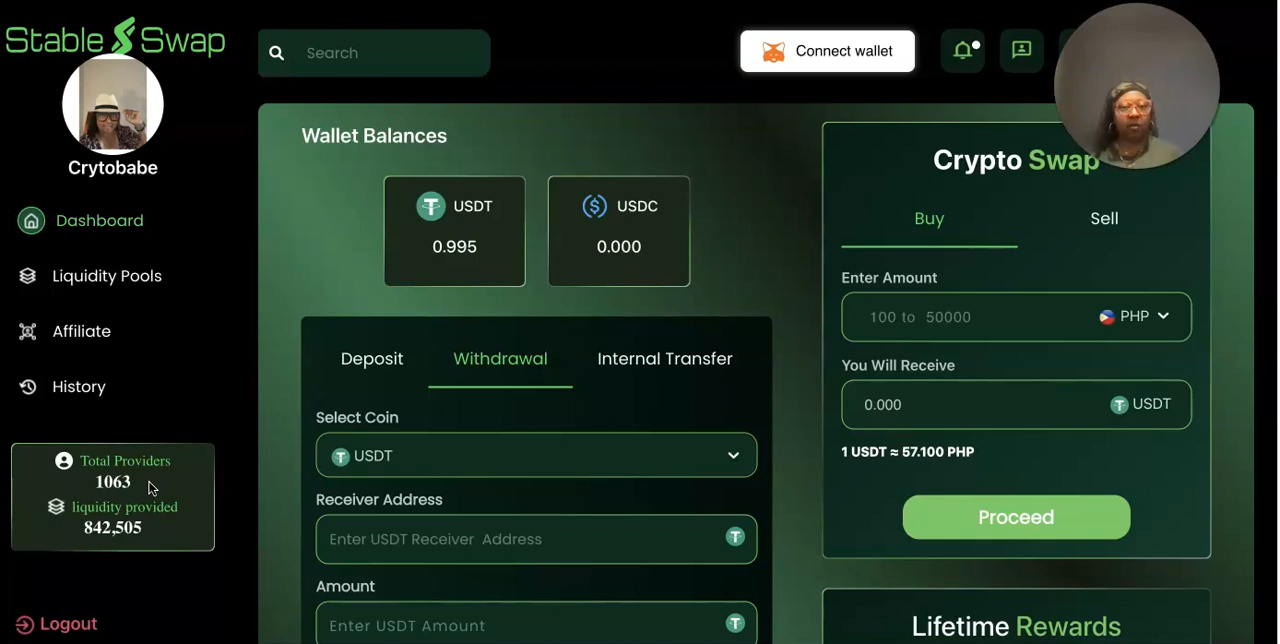 Stable Swap
Search
Connect wallet
Crytobabe
Dashboard
Liquidity Pools
Affiliate
History
Total Providers
1063
liquidity provided
842,505
Logout
Wallet Balances
USDT
0.995
USDC
0.000
Deposit
Withdrawal
Internal Transfer
Select Coin
USDT
Receiver Address
Enter USDT Receiver Address
Amount
Enter USDT Amount
Crypto Swap
Buy
Sell
Enter Amount
100 to 50000
PHP
You Will Receive
0.000
USDT
1 USDT ≈ 57.100 PHP
Proceed
Lifetime Rewards